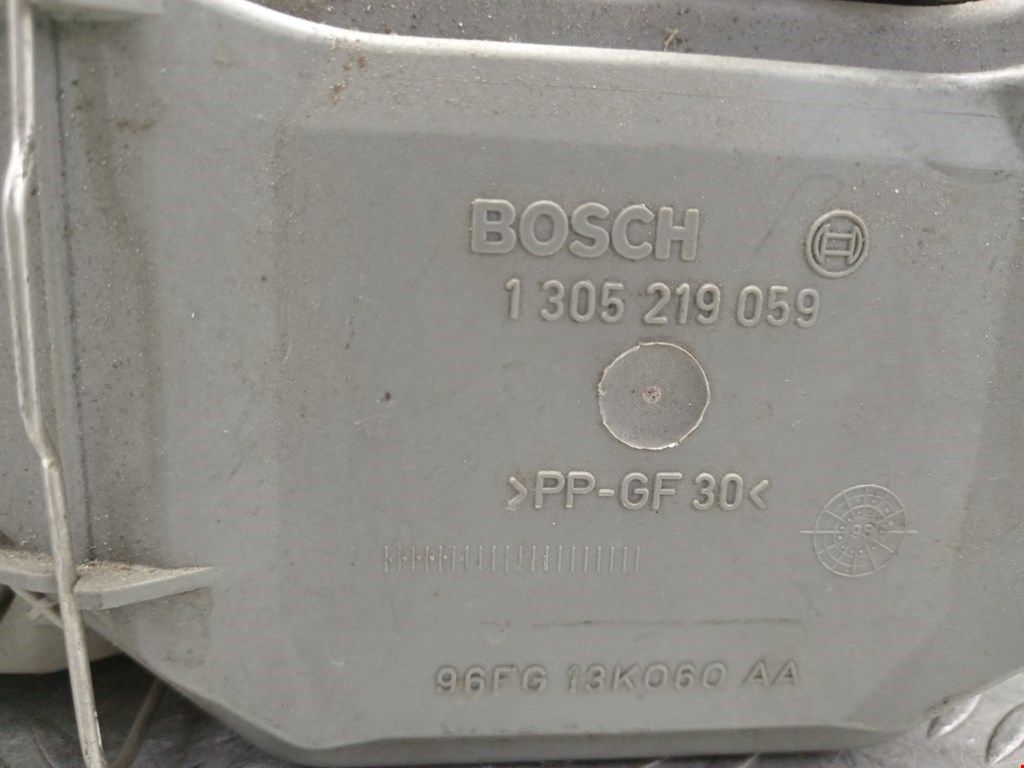 BOSCH
1 305 219 059
>PP-GF 30<
96FG 13K060 AA